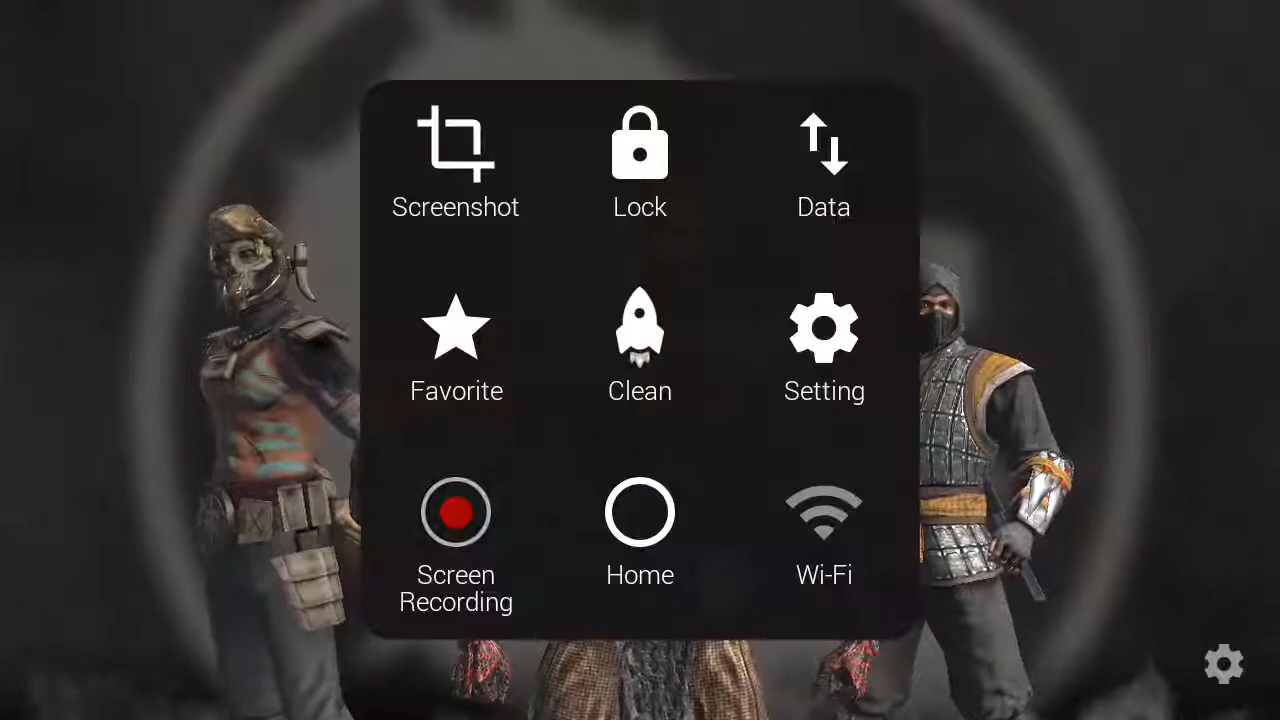 Screenshot
Lock
Data
Favorite
Clean
Setting
Screen
Recording
Home
Wi-Fi